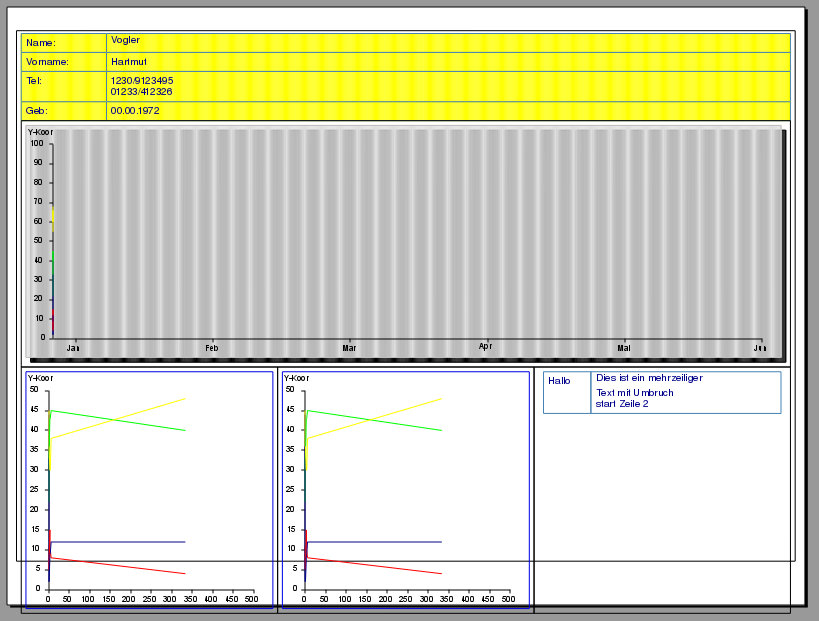 Name: Vogler
Vorname: Hartmut
Tel: 1230/9123495
01233/412326
Geb: 00.00.1972
Y-Koor
100
90
80
70
60
50
40
30
20
10
0
Jan Feb Mar Apr Mai Jun
Y-Koor
50
45
40
35
30
25
20
15
10
5
0
0 50 100 150 200 250 300 350 400 450 500
Y-Koor
50
45
40
35
30
25
20
15
10
5
0
0 50 100 150 200 250 300 350 400 450 500
Hallo Dies ist ein mehrzeiliger
Text mit Umbruch
start Zeile 2